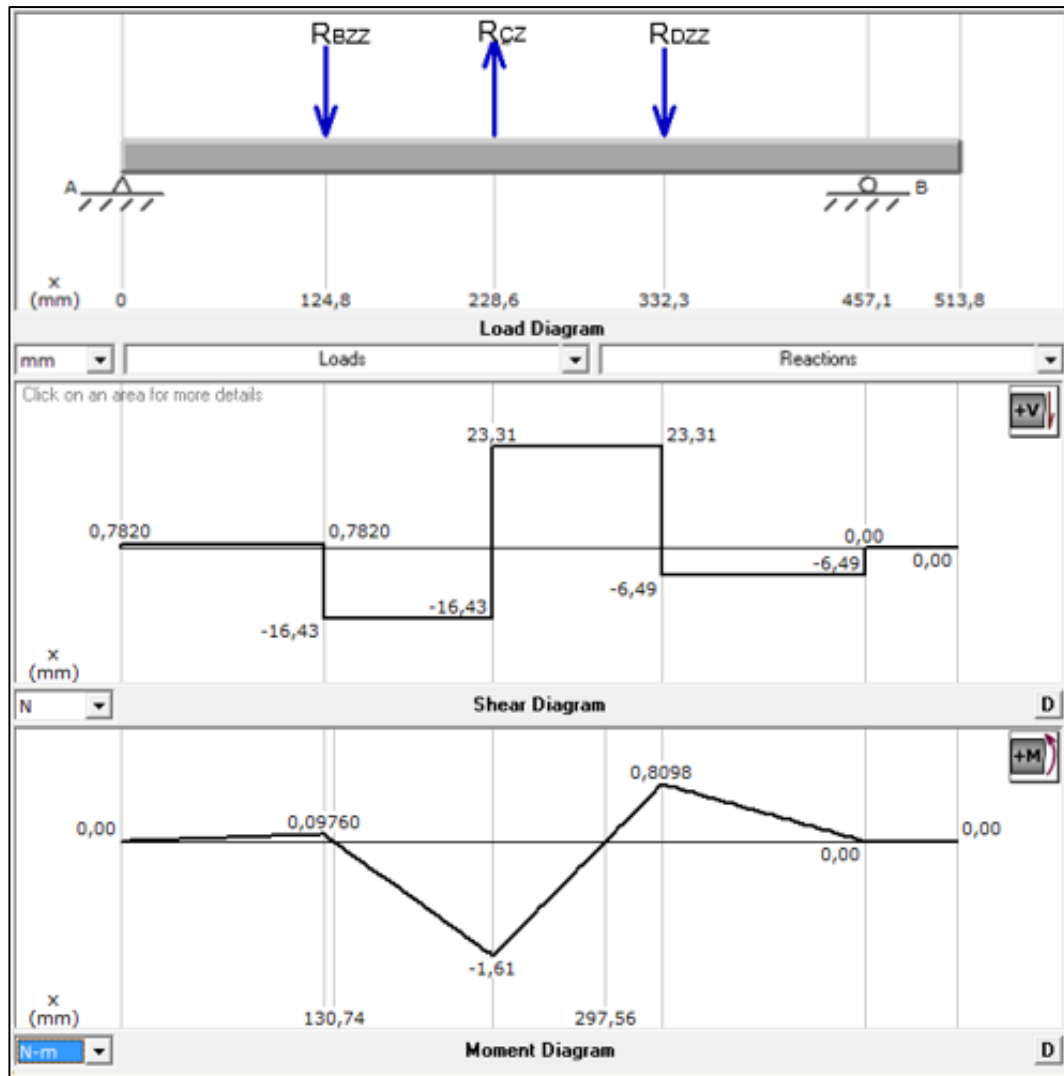 RBZZ RCZ RDZZ
A B
x
(mm) 0 124,8 228,6 332,3 457,1 513,8
Load Diagram
mm Loads Reactions
Click on an area for more details
+V
23,31 23,31
0,7820 0,7820 0,00
-6,49 0,00
-16,43 -6,49
-16,43
x
(mm)
N Shear Diagram D
+M
0,8098
0,00 0,09760 0,00
0,00
-1,61
x
(mm) 130,74 297,56
N-m Moment Diagram D